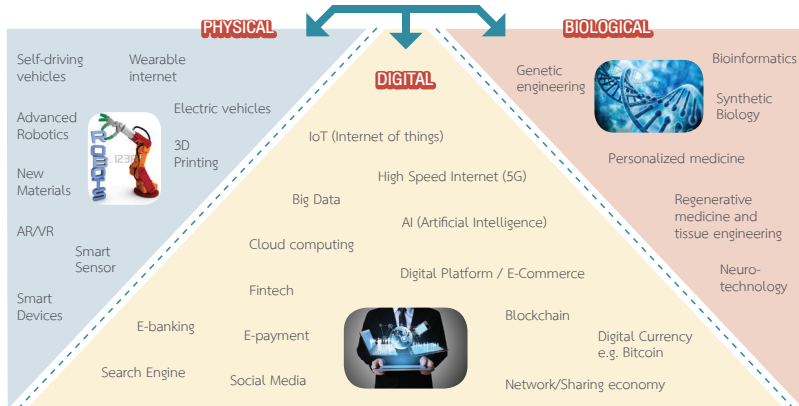 PHYSICAL
Self-driving
vehicles
Wearable
internet
Electric vehicles
Advanced
Robotics
ROBOTS
123RF
3D
Printing
New
Materials
AR/VR
Smart
Sensor
Smart
Devices
DIGITAL
IoT (Internet of things)
High Speed Internet (5G)
Big Data
AI (Artificial Intelligence)
Cloud computing
Digital Platform / E-Commerce
Fintech
Blockchain
E-banking
E-payment
Digital Currency
e.g. Bitcoin
Search Engine
Social Media
Network/Sharing economy
BIOLOGICAL
Genetic
engineering
Bioinformatics
Synthetic
Biology
Personalized medicine
Regenerative
medicine and
tissue engineering
Neuro-
technology